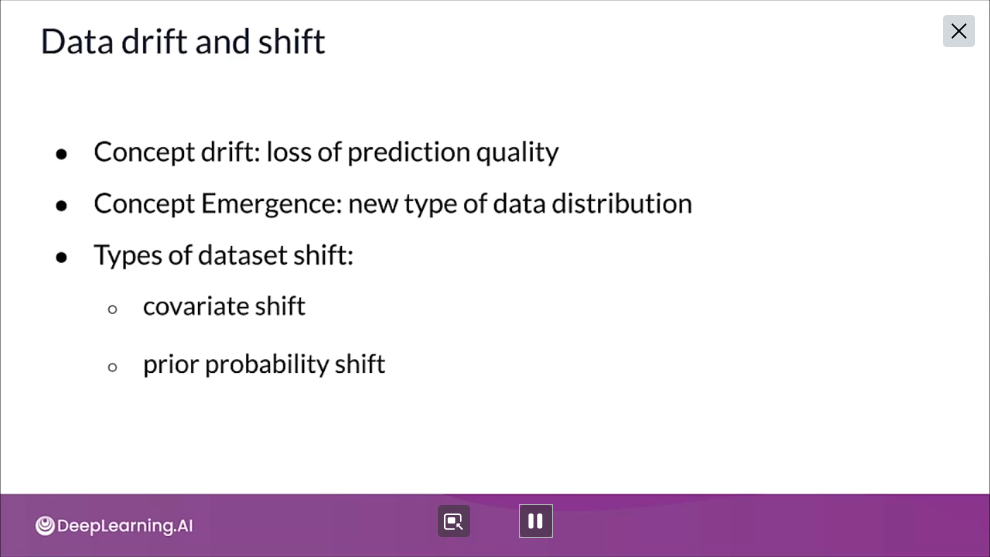 Data drift and shift
● Concept drift: loss of prediction quality
● Concept Emergence: new type of data distribution
● Types of dataset shift:
○ covariate shift
○ prior probability shift
DeepLearning.AI